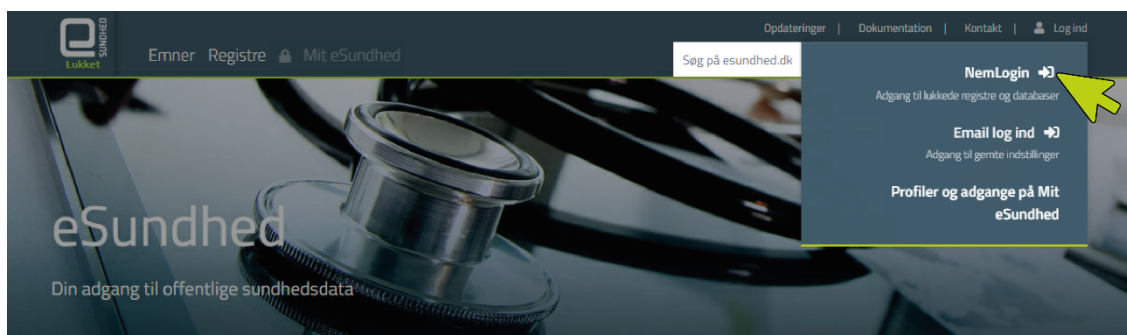 Opdateringer | Dokumentation | Kontakt | Log ind
SUNDHED
Lukket
Emner Registre Mit eSundhed
Søg på esundhed.dk
NemLogin
Adgang til lukkede registre og databaser
Email log ind
Adgang til gemte indstillinger
Profiler og adgange på Mit
eSundhed
eSundhed
Din adgang til offentlige sundhedsdata